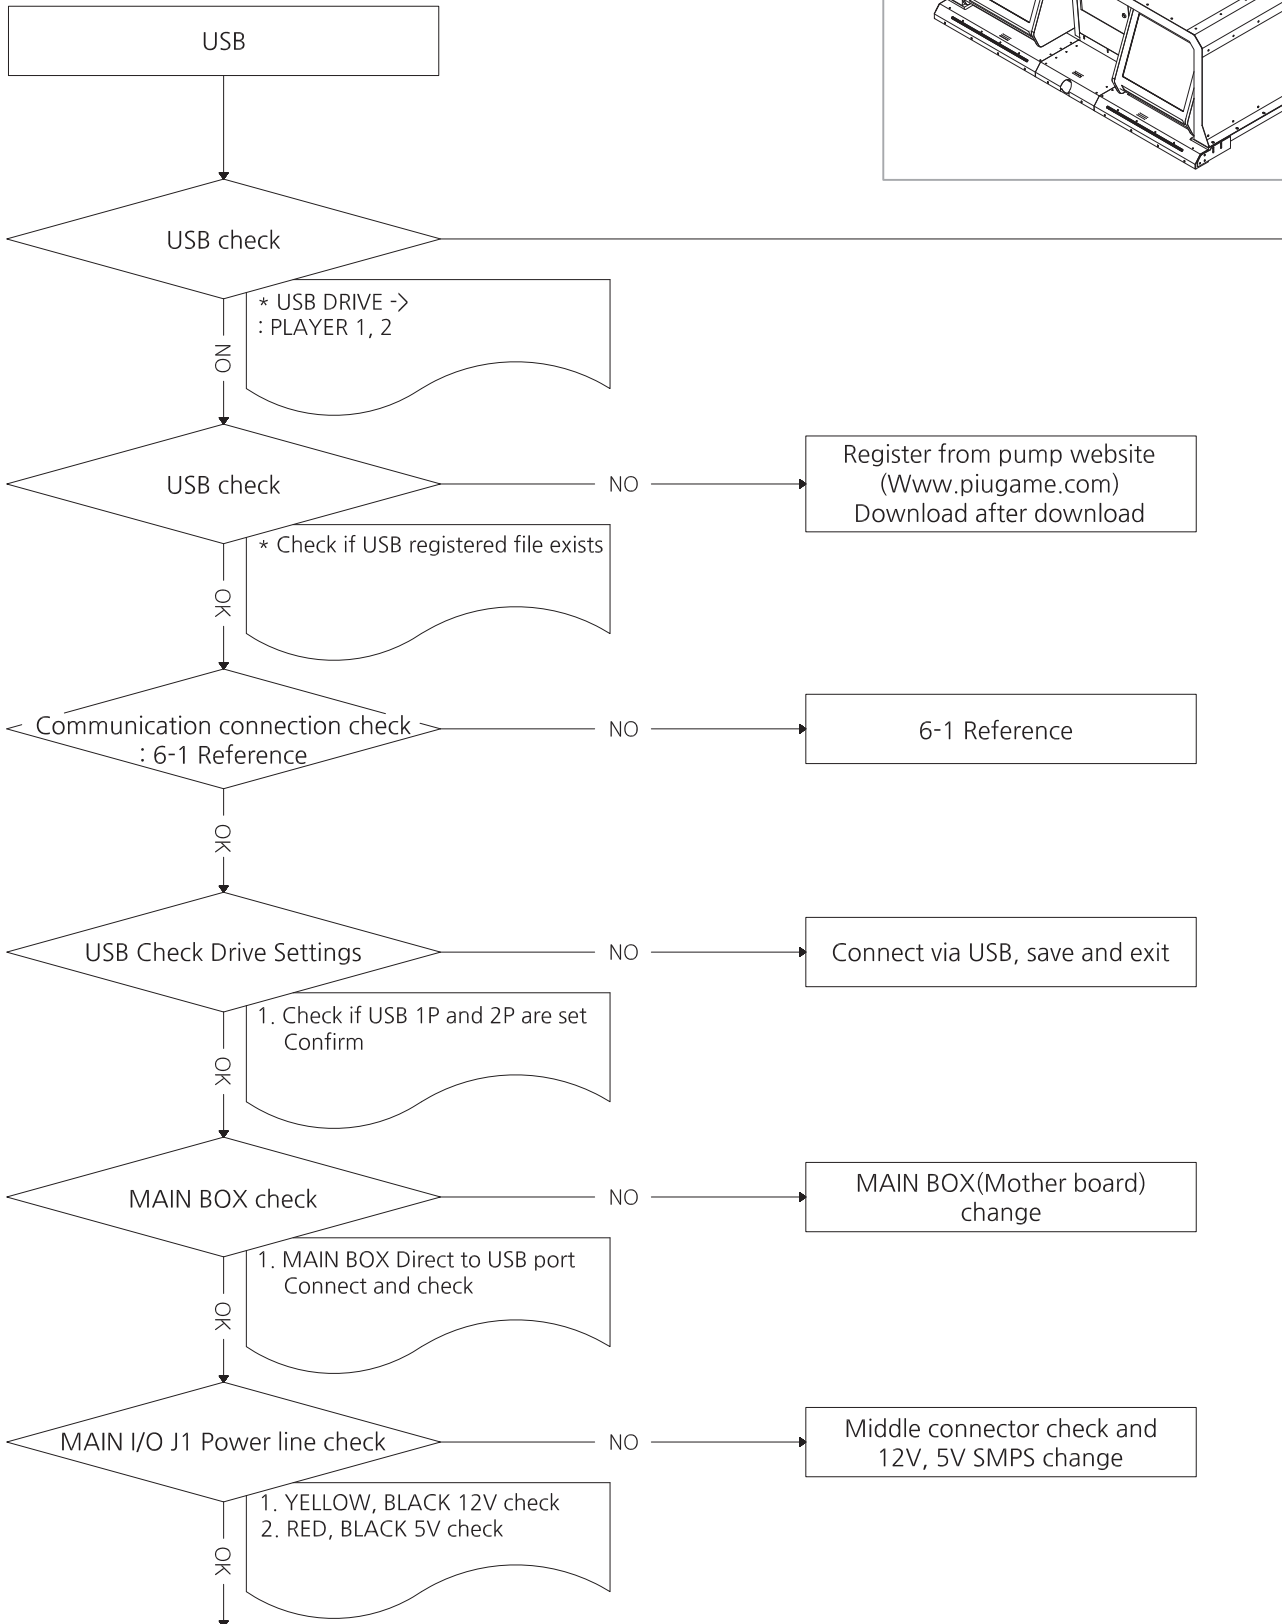 USB
USB check
* USB DRIVE ->
: PLAYER 1, 2
NO
USB check
NO
Register from pump website
(Www.piugame.com)
Download after download
* Check if USB registered file exists
OK
Communication connection check
: 6-1 Reference
NO
6-1 Reference
OK
USB Check Drive Settings
NO
Connect via USB, save and exit
1. Check if USB 1P and 2P are set
Confirm
OK
MAIN BOX check
NO
MAIN BOX(Mother board)
change
1. MAIN BOX Direct to USB port
Connect and check
OK
MAIN I/O J1 Power line check
NO
Middle connector check and
12V, 5V SMPS change
1. YELLOW, BLACK 12V check
2. RED, BLACK 5V check
OK